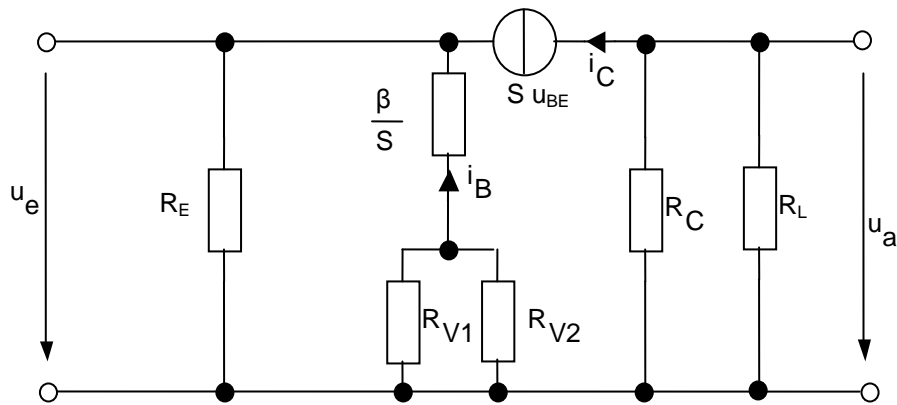 i_C
S u_BE
β
S
i_B
u_e
R_E
R_C
R_L
u_a
R_V1
R_V2